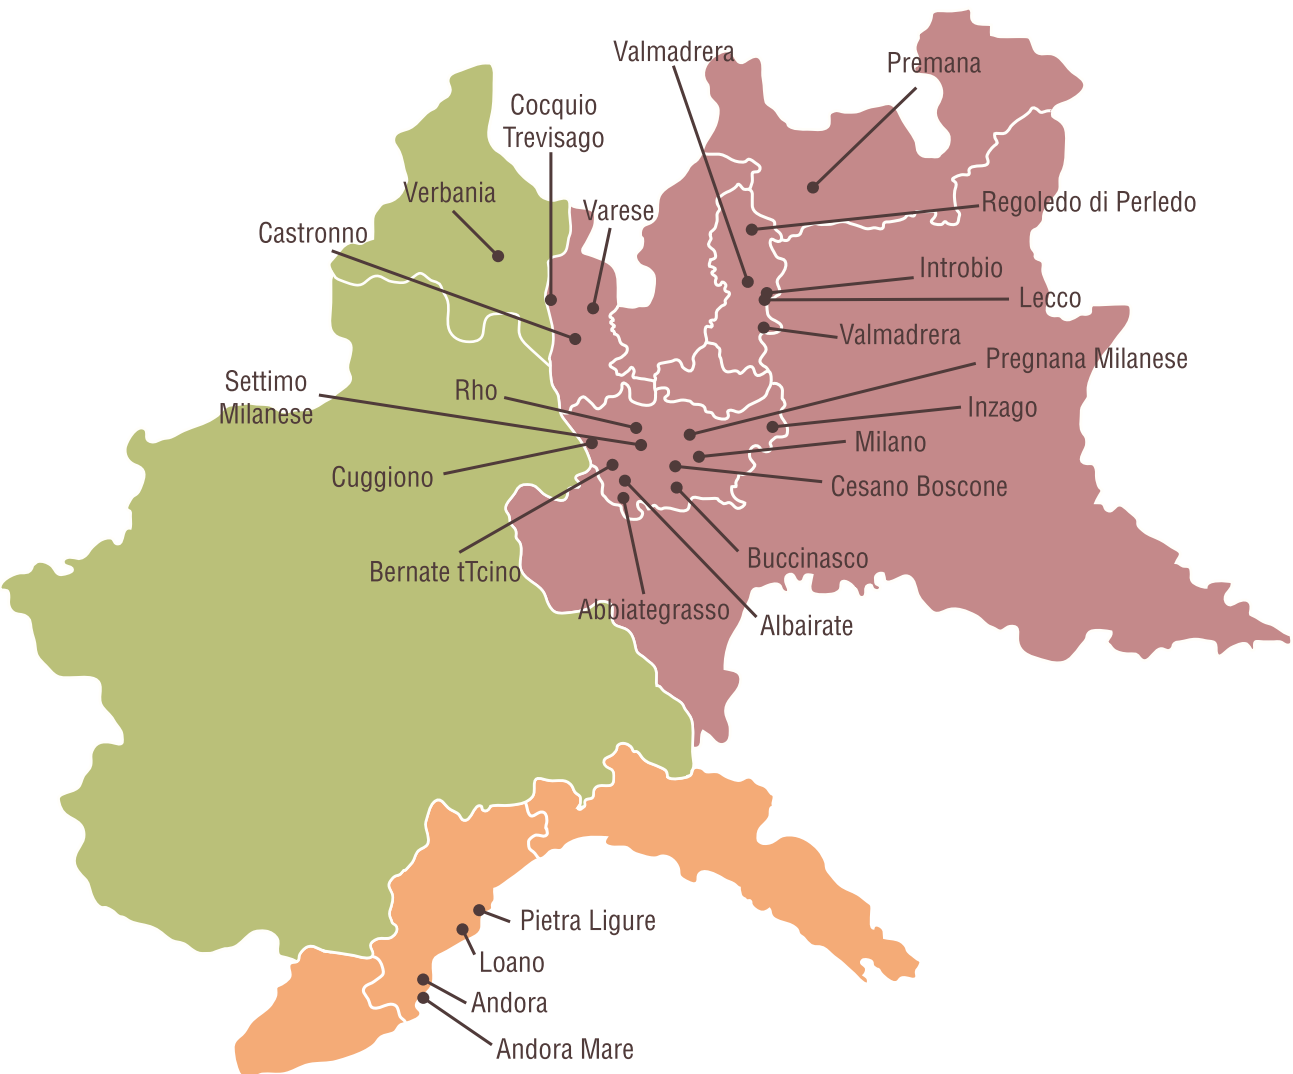 Valmadrera
Premana
Cocquio
Trevisago
Verbania
Varese
Regoledo di Perledo
Castronno
Introbio
Lecco
Valmadrera
Pregnana Milanese
Settimo
Milanese
Rho
Inzago
Milano
Cuggiono
Cesano Boscone
Buccinasco
Bernate tTcino
Abbiategrasso
Albairate
Pietra Ligure
Loano
Andora
Andora Mare